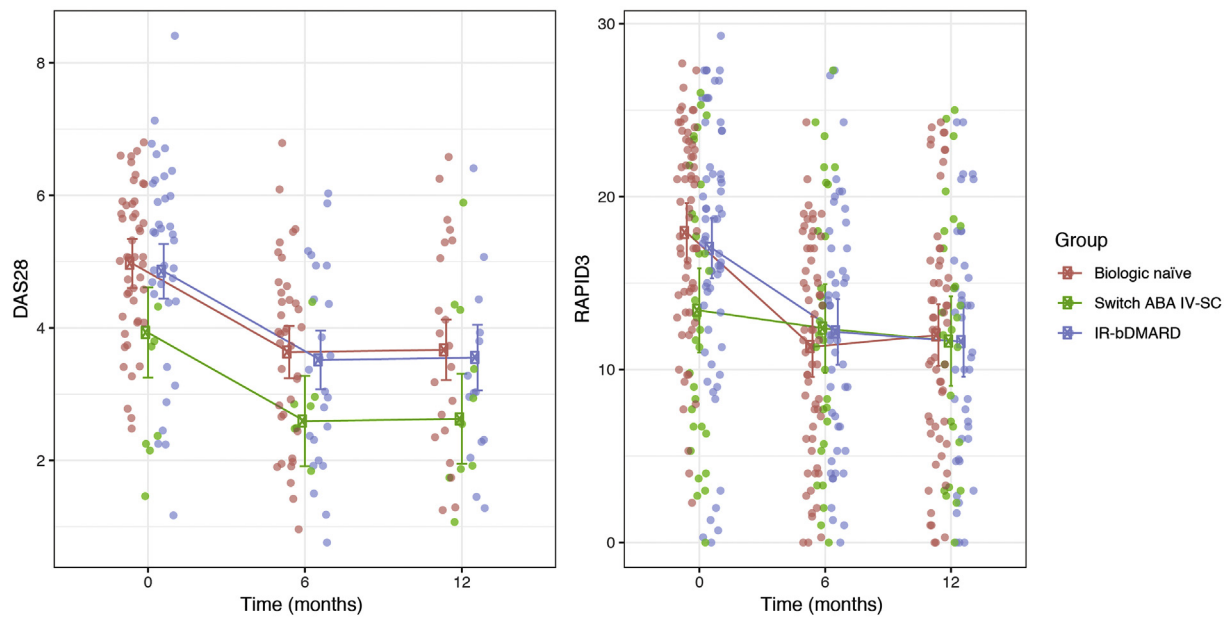 DAS28
8
6
4
2
0
6
12
Time (months)
RAPID3
30
20
10
0
0
6
12
Time (months)
Group
Biologic naïve
Switch ABA IV-SC
IR-bDMARD